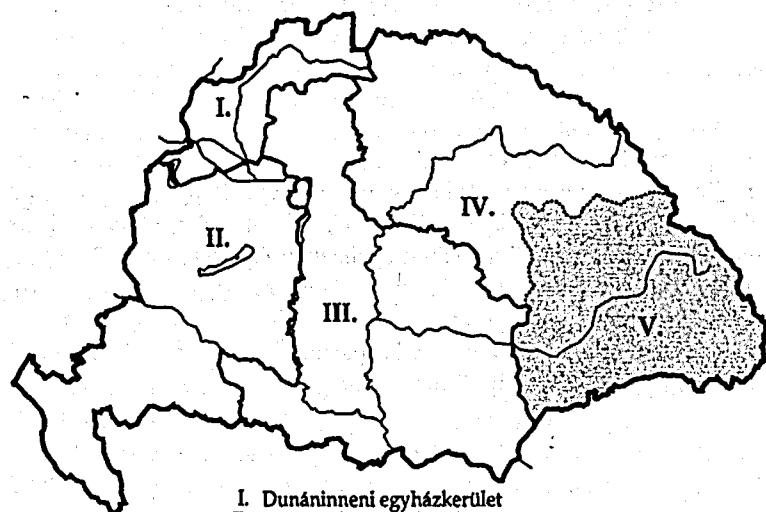 I.
II.
III.
IV.
V.
I. Dunáninneni egyházkerület